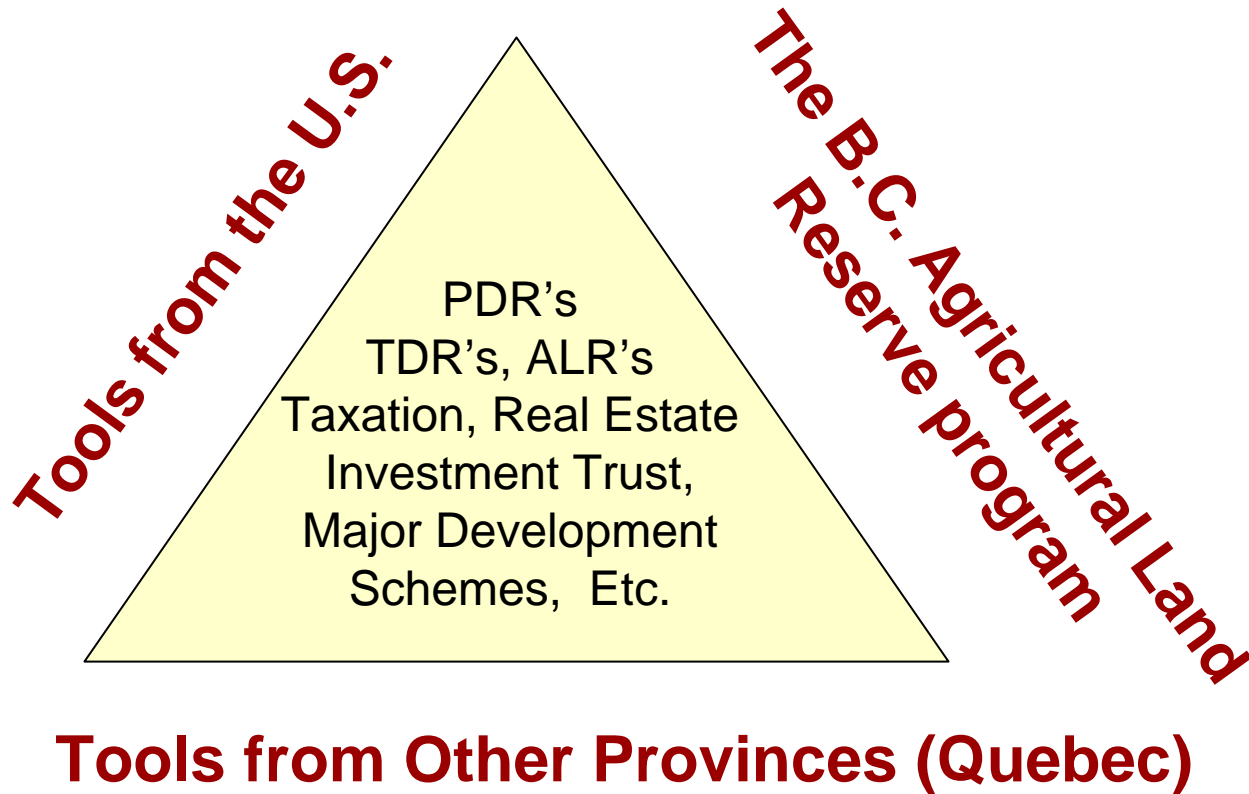 Tools from the U.S.
The B.C. Agricultural Land
Reserve program
PDR's
TDR's, ALR's
Taxation, Real Estate
Investment Trust,
Major Development
Schemes, Etc.
Tools from Other Provinces (Quebec)